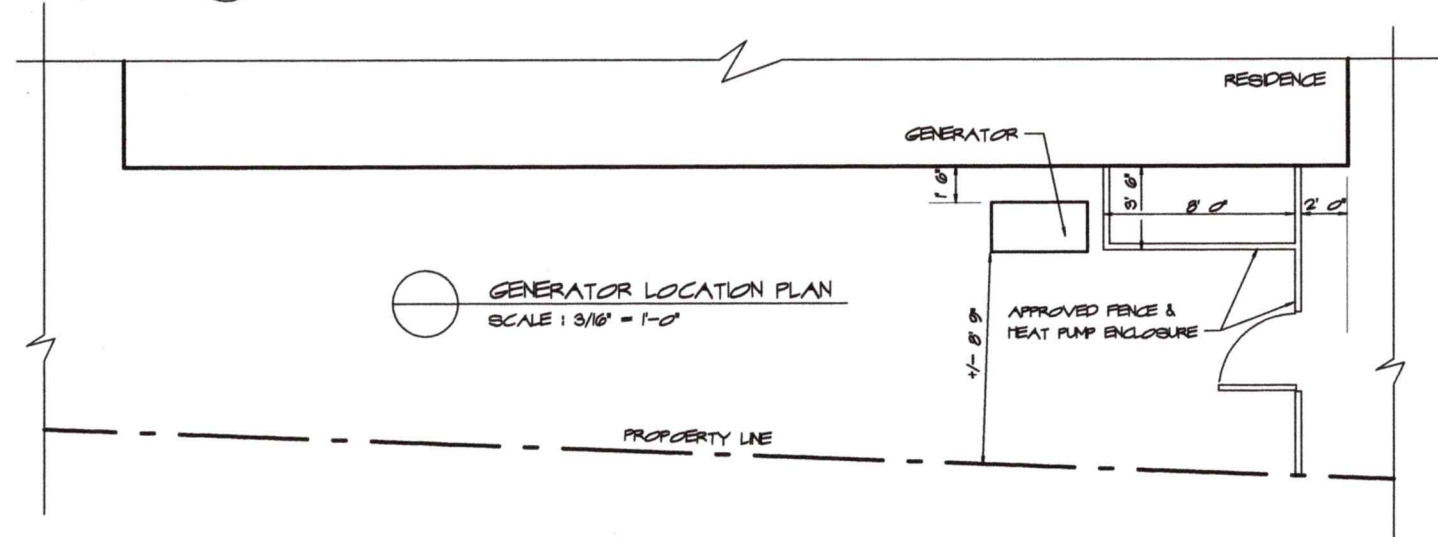 RESIDENCE
GENERATOR
1' 6"
3' 6"
8' 0"
2' 0"
GENERATOR LOCATION PLAN
SCALE : 3/16" = 1'-0"
+/- 8' 9"
APPROVED FENCE &
HEAT PUMP ENCLOSURE
PROPOERTY LINE